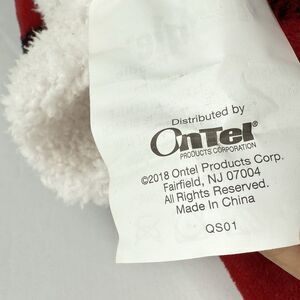 Distributed by
OnTel®
PRODUCTS CORPORATION
©2018 Ontel Products Corp.
Fairfield, NJ 07004
All Rights Reserved.
Made In China
QS01